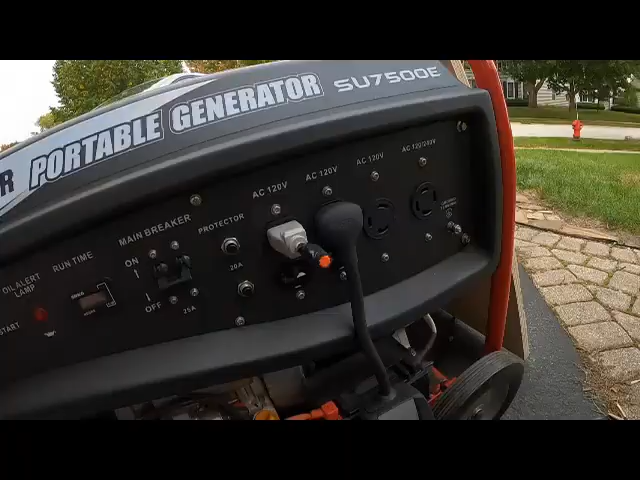 R PORTABLE GENERATOR SU7500E
AC 120V
AC 120V
AC 120V
AC 120/240V
PROTECTOR
20A
MAIN BREAKER
ON
OFF
25A
RUN TIME
OIL ALERT
LAMP
START